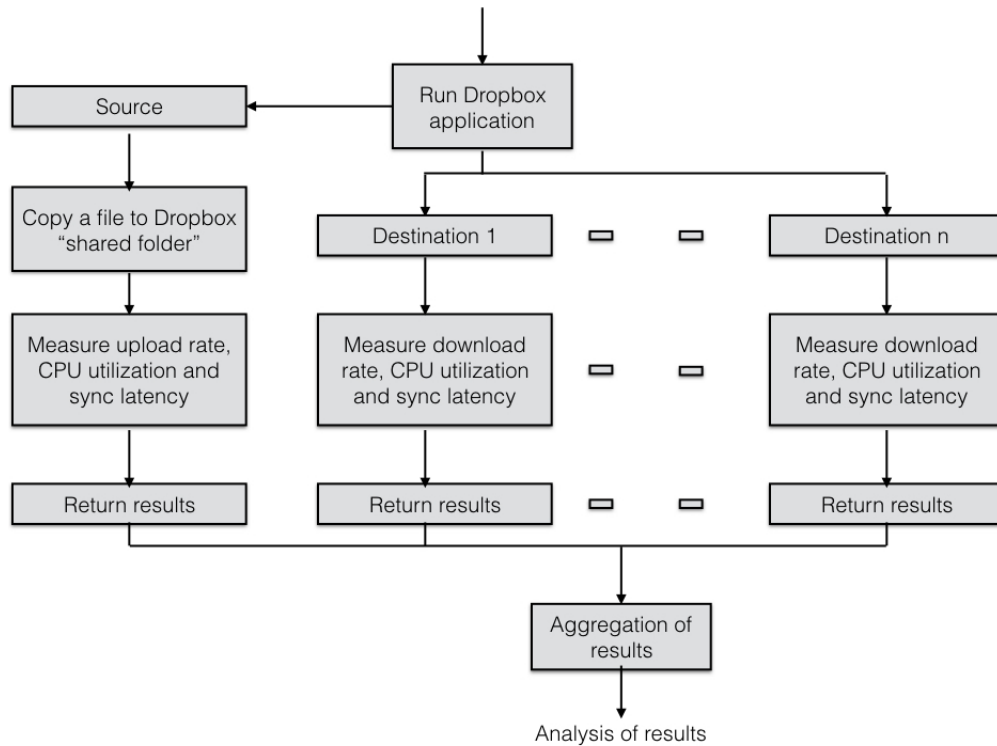 Run Dropbox
application
Source
Copy a file to Dropbox
“shared folder”
Destination 1
Destination n
Measure upload rate,
CPU utilization and
sync latency
Measure download
rate, CPU utilization
and sync latency
Measure download
rate, CPU utilization
and sync latency
Return results
Return results
Return results
Aggregation of
results
Analysis of results